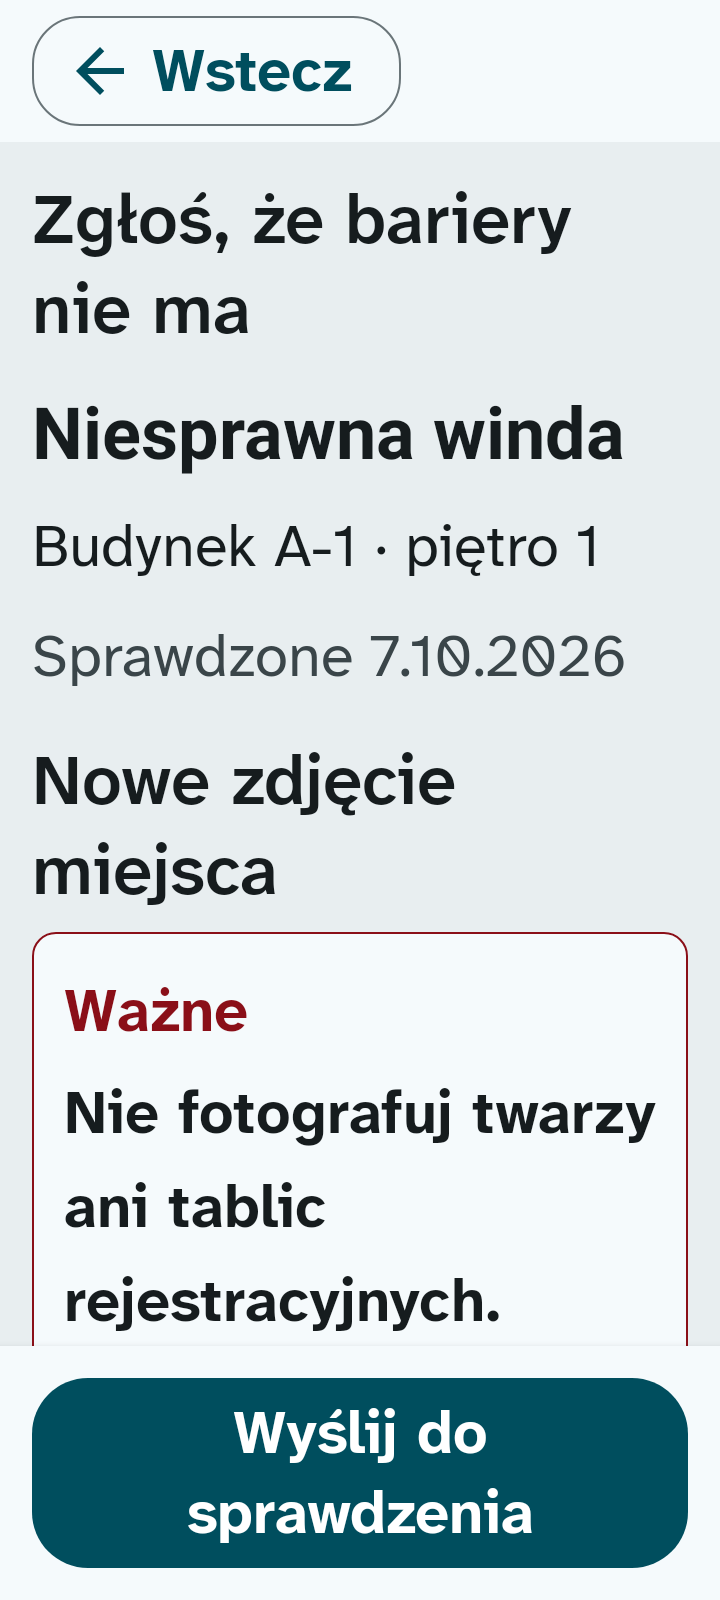 Wstecz
Zgłoś, że bariery
nie ma
Niesprawna winda
Budynek A-1 · piętro 1
Sprawdzone 7.10.2026
Nowe zdjęcie
miejsca
Ważne
Nie fotografuj twarzy
ani tablic
rejestracyjnych.
Wyślij do
sprawdzenia